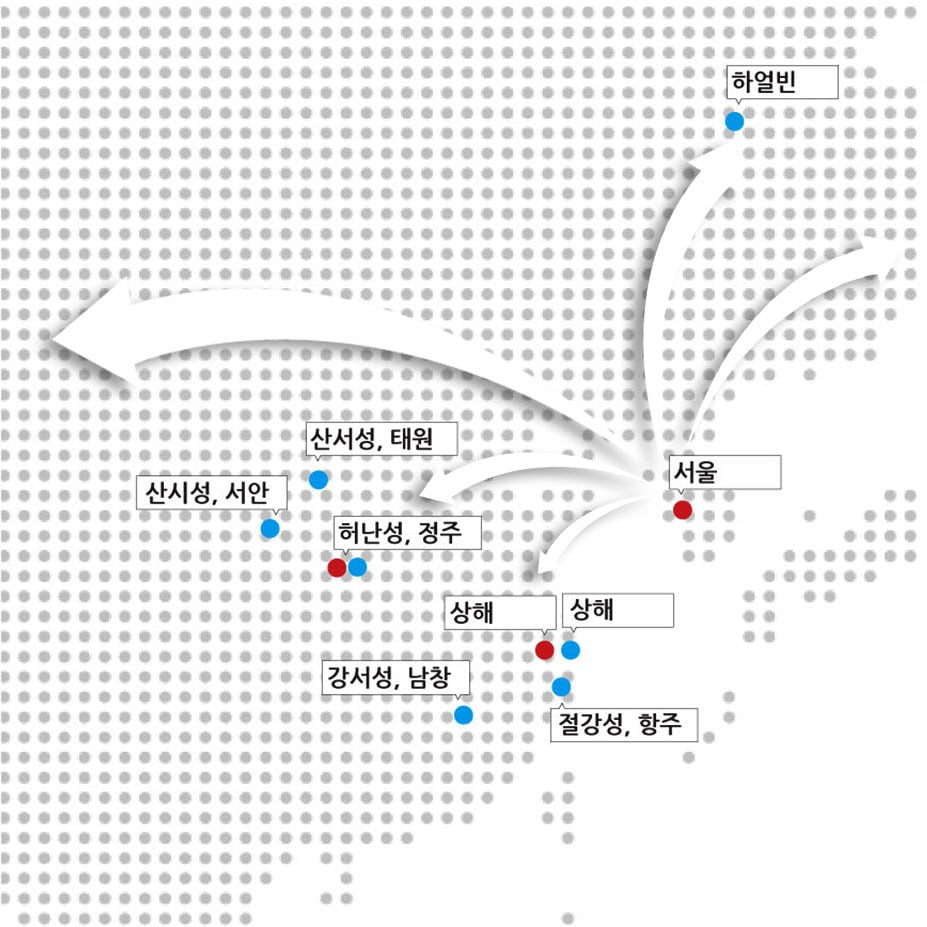 하얼빈
산서성, 태원
서울
산시성, 서안
허난성, 정주
상해
상해
강서성, 남창
절강성, 항주